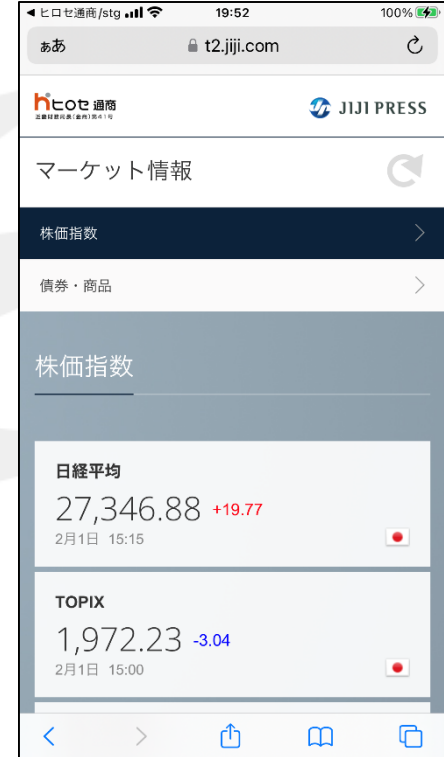 ◀ヒロセ通商/stg 19:52 100%
ぁあ t2.jiji.com
ヒロセ通商 JIJI PRESS
マーケット情報
株価指数
債券・商品
株価指数
日経平均
27,346.88 +19.77
2月1日 15:15
TOPIX
1,972.23 -3.04
2月1日 15:00